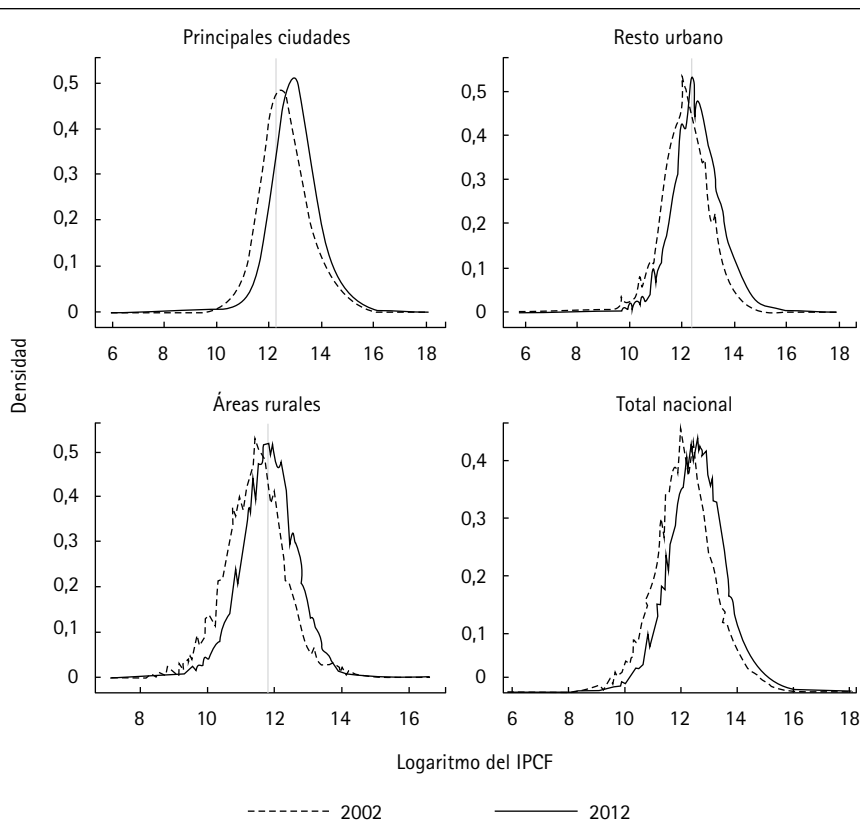 Principales ciudades
0,5
0,4
0,3
0,2
0,1
0
6 8 10 12 14 16 18
Resto urbano
0,5
0,4
0,3
0,2
0,1
0
6 8 10 12 14 16 18
Densidad
Áreas rurales
0,5
0,4
0,3
0,2
0,1
0
8 10 12 14 16
Total nacional
0,4
0,3
0,2
0,1
0
6 8 10 12 14 16 18
Logaritmo del IPCF
2002 2012